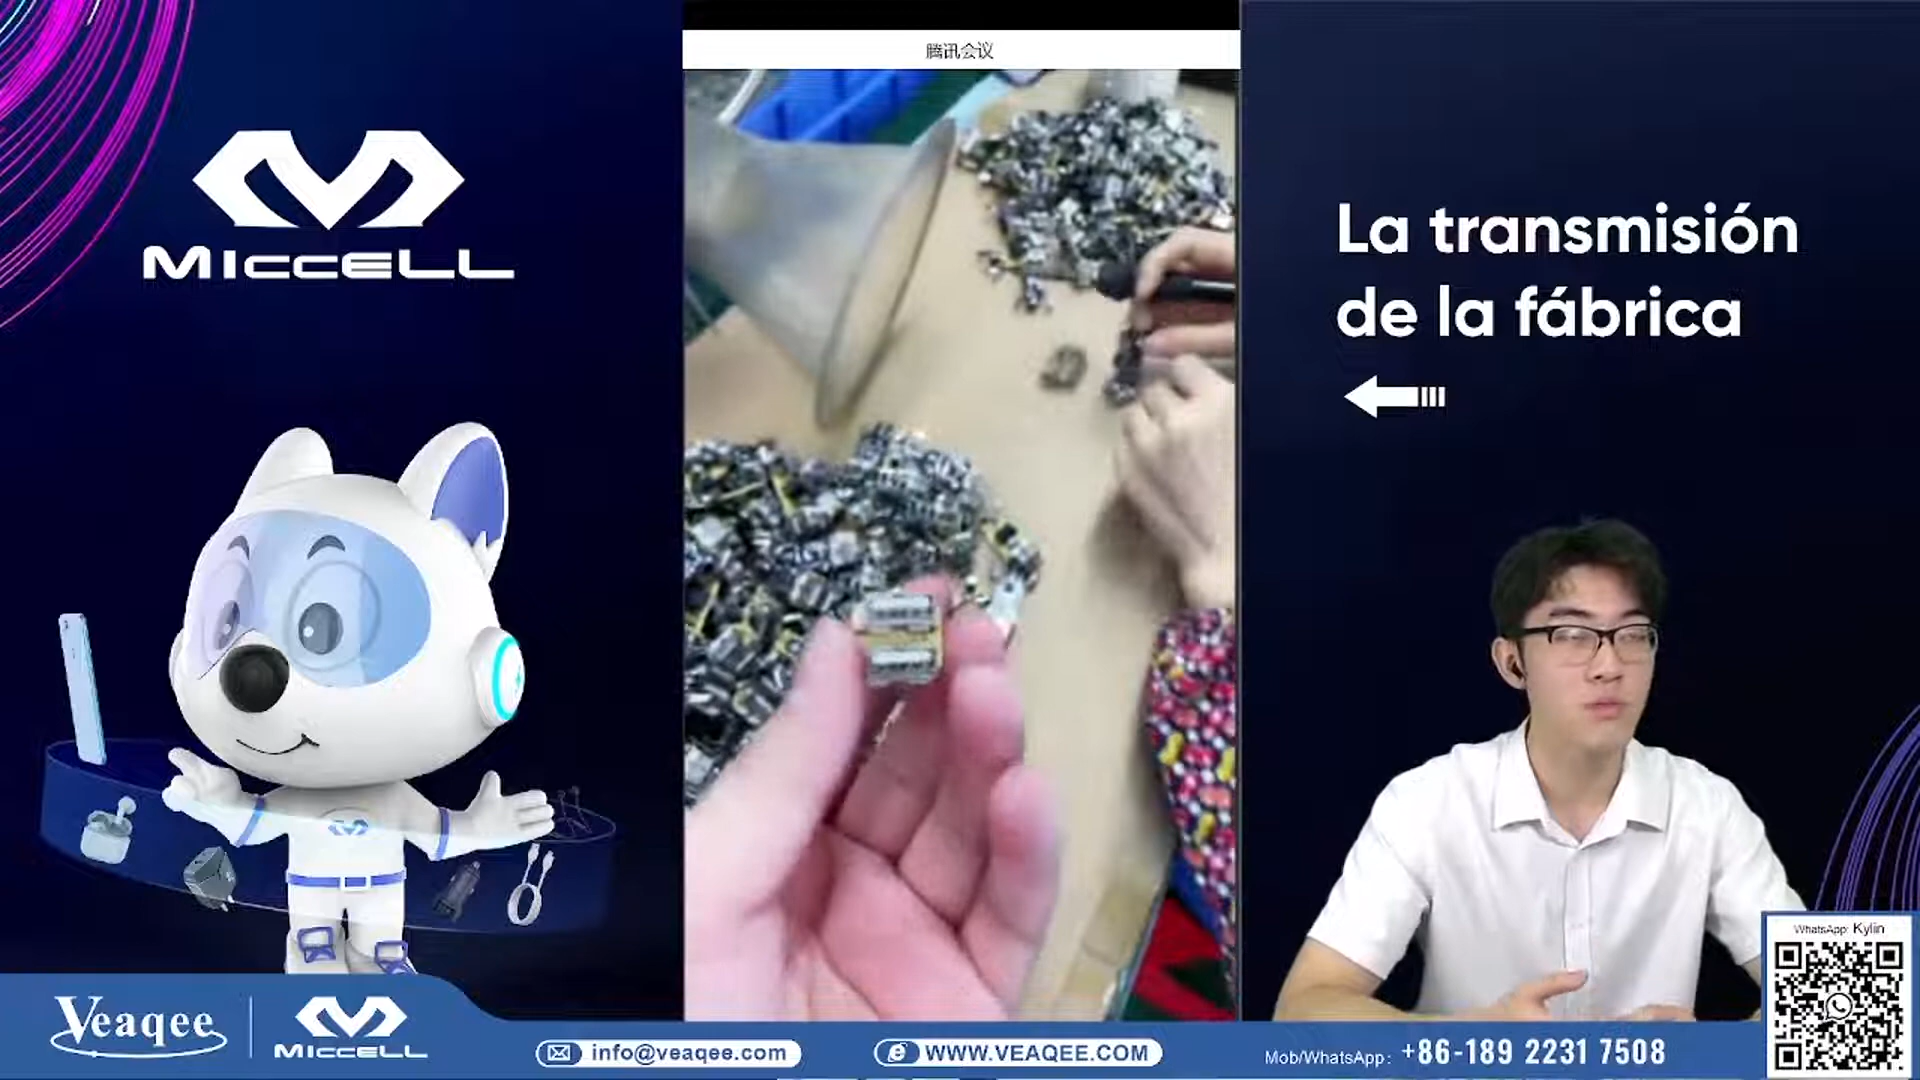 MICCELL
腾讯会议
La transmisión
de la fábrica
WhatsApp: Kylin
Veaqee
MICCELL
info@veaqee.com
WWW.VEAQEE.COM
Mob/WhatsApp: +86-189 2231 7508